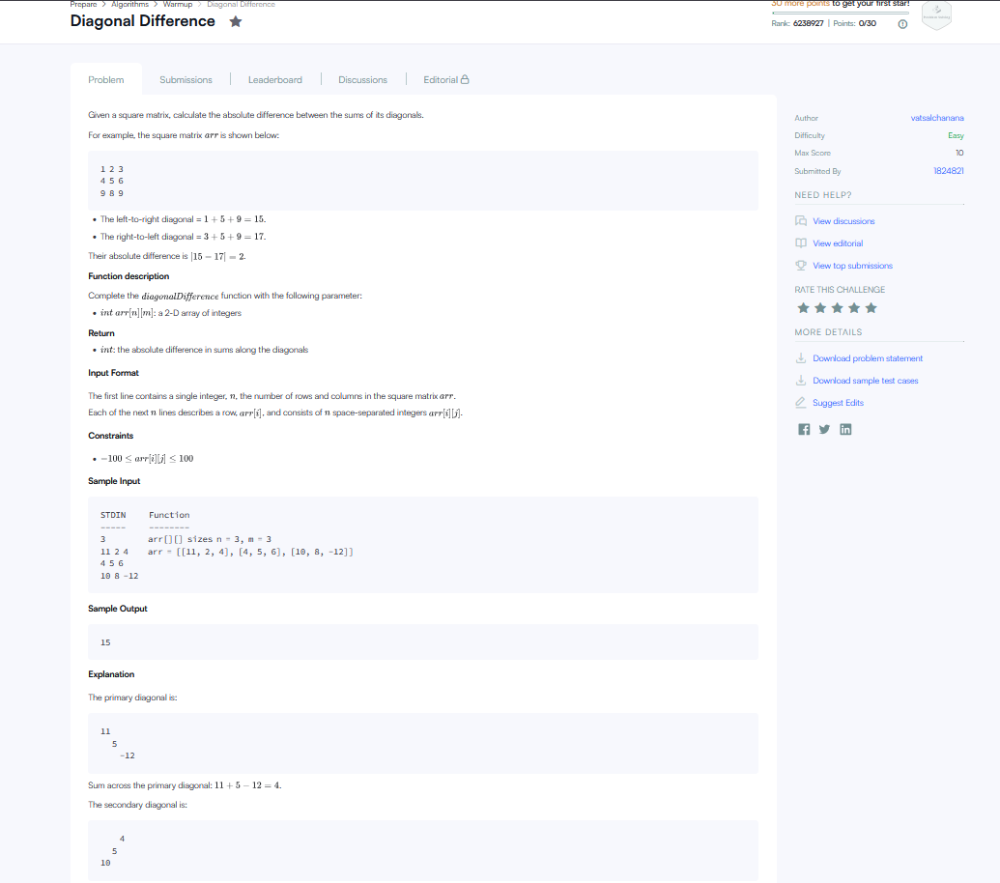 Prepare > Algorithms > Warmup > Diagonal Difference
Diagonal Difference
30 more points to get your first star!
Rank: 6238927 | Points: 0/30
Problem
Submissions
Leaderboard
Discussions
Editorial
Given a square matrix, calculate the absolute difference between the sums of its diagonals.
For example, the square matrix arr is shown below:
1 2 3
4 5 6
9 8 9
• The left-to-right diagonal = 1 + 5 + 9 = 15.
• The right-to-left diagonal = 3 + 5 + 9 = 17.
Their absolute difference is |15 − 17| = 2.
Function description
Complete the diagonalDifference function with the following parameter:
• int arr[n][m]: a 2-D array of integers
Return
• int: the absolute difference in sums along the diagonals
Input Format
The first line contains a single integer, n, the number of rows and columns in the square matrix arr.
Each of the next n lines describes a row, arr[i], and consists of n space-separated integers arr[i][j].
Constraints
• −100 ≤ arr[i][j] ≤ 100
Sample Input
STDIN Function
----- --------
3 arr[][] sizes n = 3, m = 3
11 2 4 arr = [[11, 2, 4], [4, 5, 6], [10, 8, -12]]
4 5 6
10 8 -12
Sample Output
15
Explanation
The primary diagonal is:
11
5
-12
Sum across the primary diagonal: 11 + 5 − 12 = 4.
The secondary diagonal is:
4
5
10
Author vatsalchanana
Difficulty Easy
Max Score 10
Submitted By 1824821
NEED HELP?
View discussions
View editorial
View top submissions
RATE THIS CHALLENGE
MORE DETAILS
Download problem statement
Download sample test cases
Suggest Edits